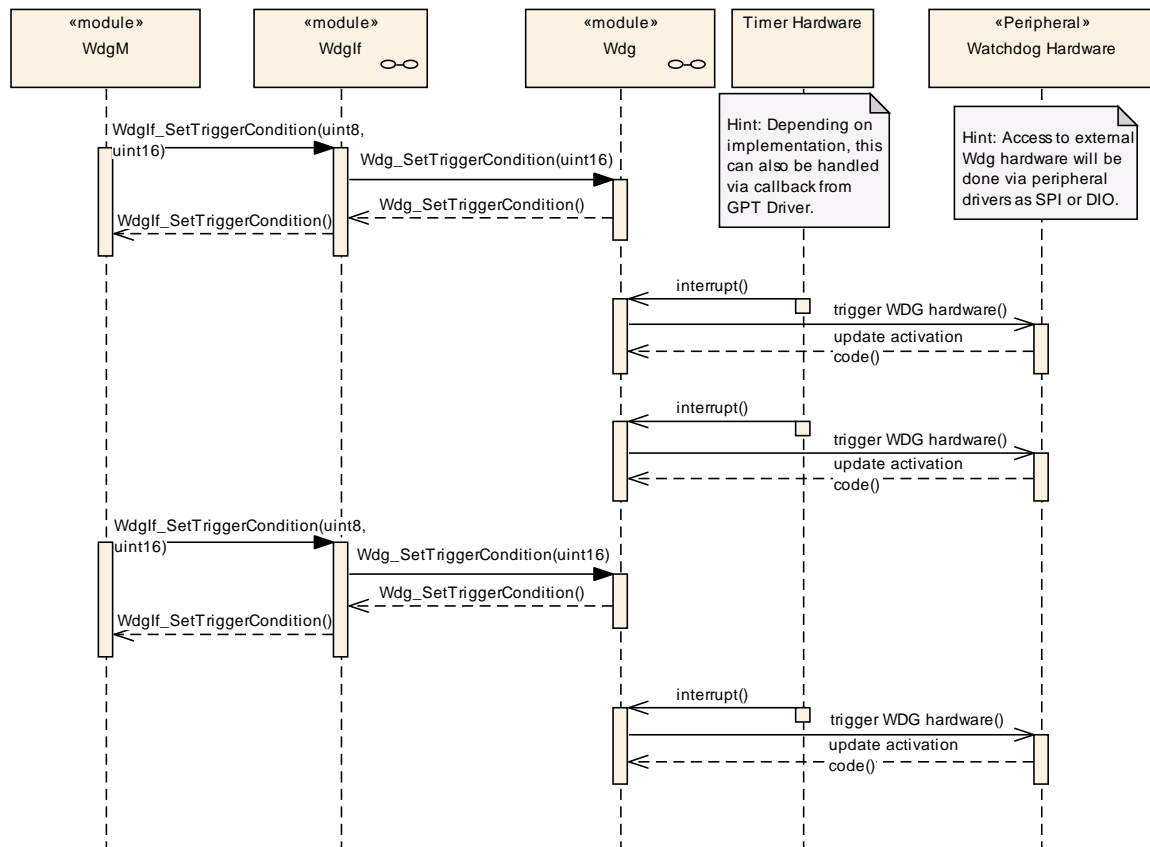 «module»
WdgM
«module»
WdgIf
«module»
Wdg
Timer Hardware
«Peripheral»
Watchdog Hardware
Hint: Depending on
implementation, this
can also be handled
via callback from
GPT Driver.
Hint: Access to external
Wdg hardware will be
done via peripheral
drivers as SPI or DIO.
WdgIf_SetTriggerCondition(uint8,
uint16)
Wdg_SetTriggerCondition(uint16)
Wdg_SetTriggerCondition()
WdgIf_SetTriggerCondition()
interrupt()
trigger WDG hardware()
update activation
code()
interrupt()
trigger WDG hardware()
update activation
code()
WdgIf_SetTriggerCondition(uint8,
uint16)
Wdg_SetTriggerCondition(uint16)
Wdg_SetTriggerCondition()
WdgIf_SetTriggerCondition()
interrupt()
trigger WDG hardware()
update activation
code()